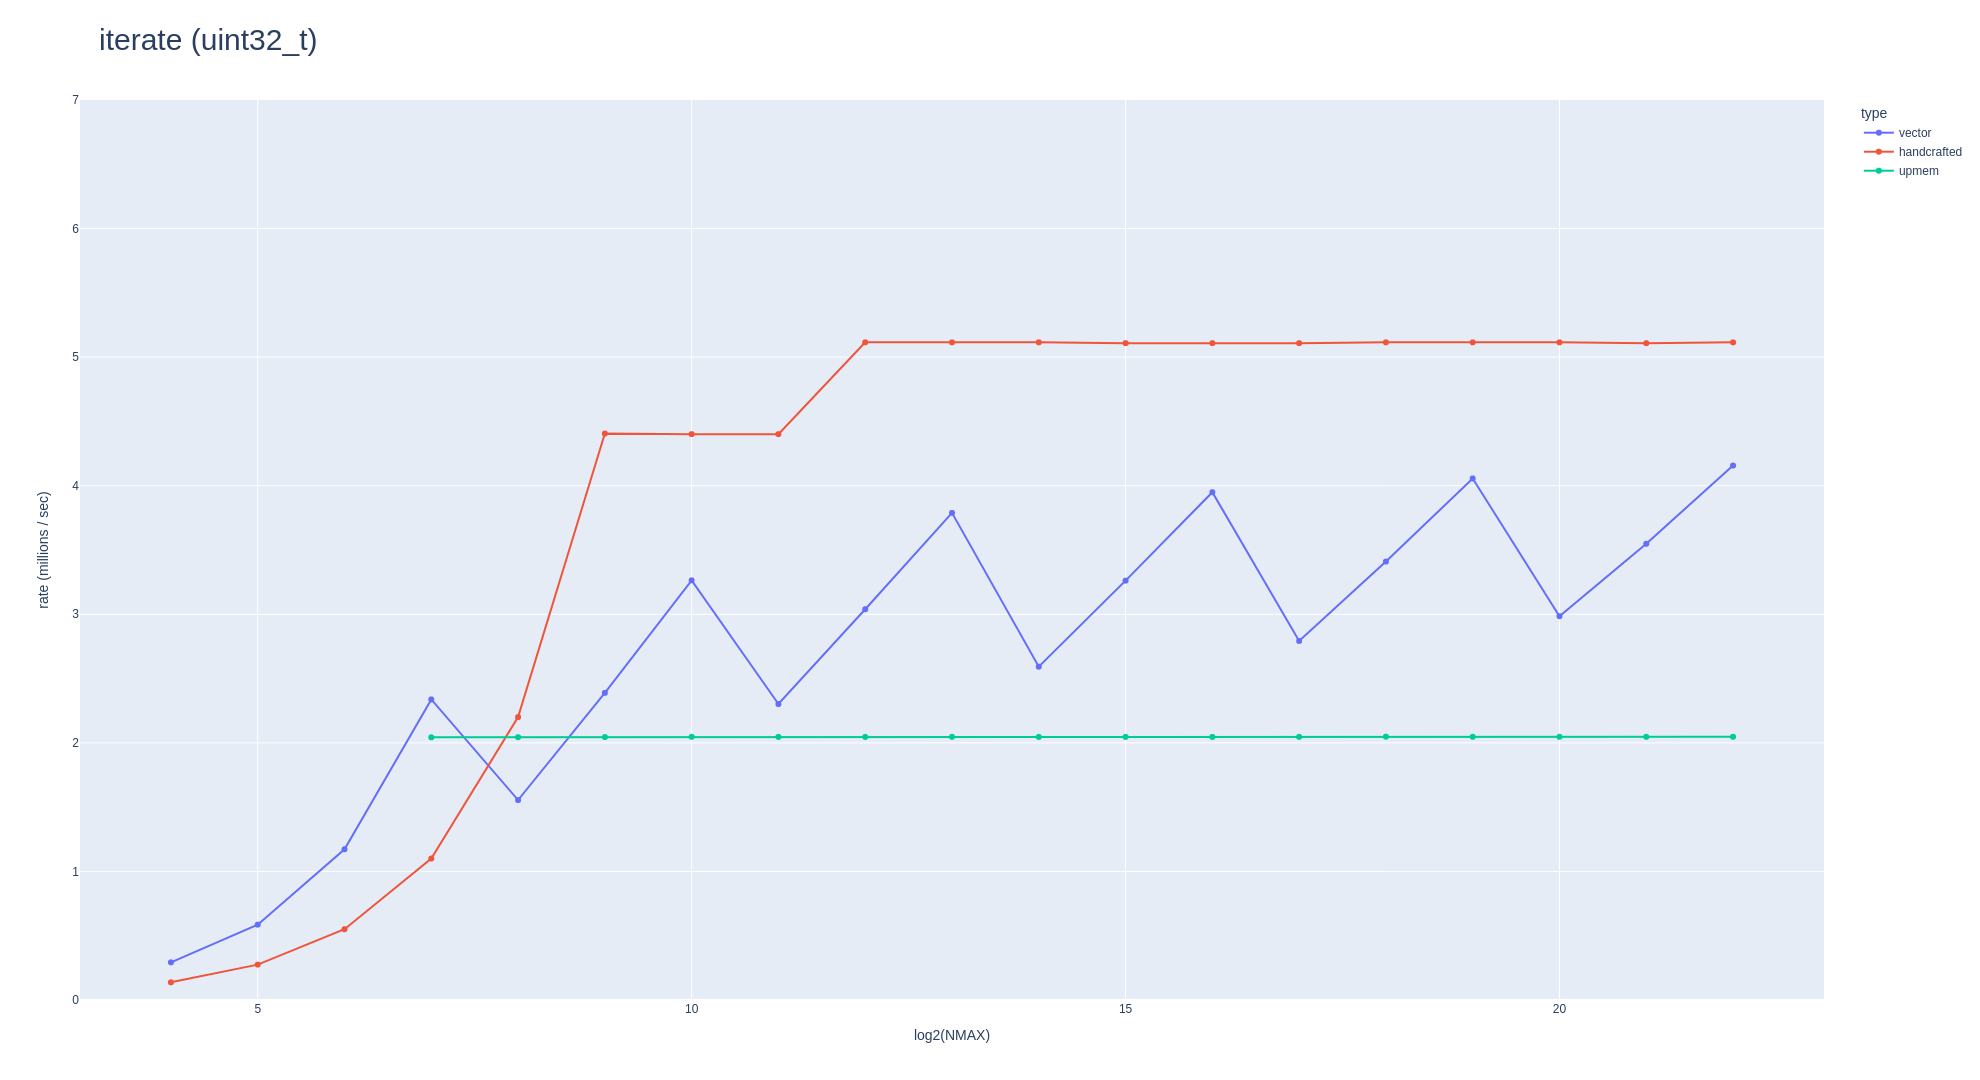 iterate (uint32_t)
type
vector
handcrafted
upmem
rate (millions / sec)
7
6
5
4
3
2
1
0
5
10
15
20
log2(NMAX)